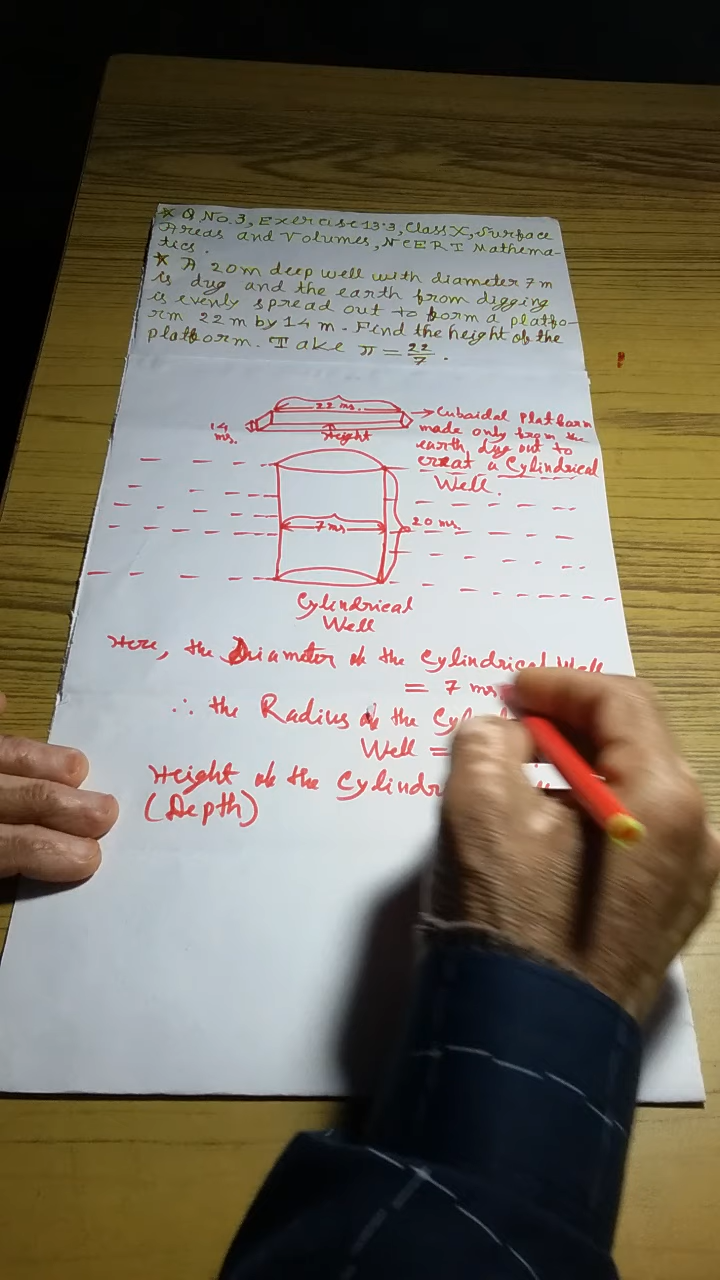 * Q No. 3, Exercise 13.3, Class X, Surface
Areas and Volumes, NCERT Mathema-
tics.
* A 20m deep well with diameter 7 m
is dug and the earth from digging
is evenly spread out to form a platfo-
rm 22 m by 14 m. Find the height of the
platform. Take π = 22/7.
22 ms.
14
ms.
Height
→ Cuboidal Platform
made only from the
earth, dug out to
creat a Cylindrical
Well.
7 ms
20 ms.
Cylindrical
Well
Here, the Diameter of the Cylindrical Well
= 7 ms.
∴ the Radius of the
Well =
Height of the
(Depth)